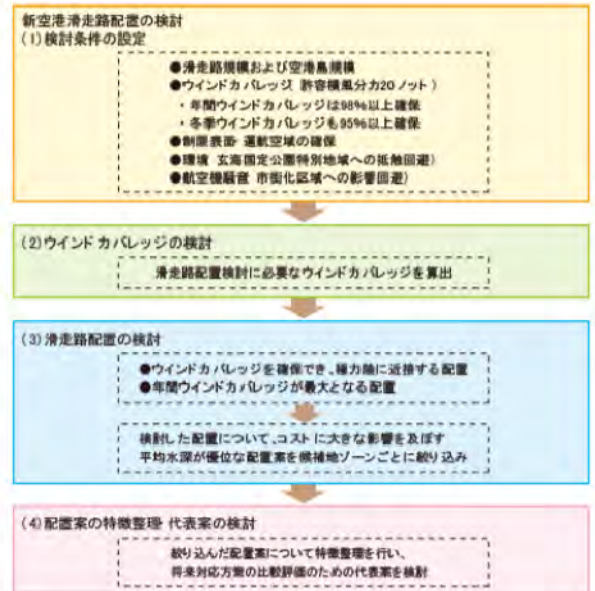 新空港滑走路配置の検討
(1)検討条件の設定
●滑走路規模および空港島規模
●ウインドカバレッジ(許容横風分力20ノット)
・年間ウインドカバレッジは98%以上確保
・冬季ウインドカバレッジも95%以上確保
●制限表面・運航空域の確保
●環境(玄海国定公園特別地域への抵触回避)
●航空機騒音(市街化区域への影響回避)
(2)ウインドカバレッジの検討
滑走路配置検討に必要なウインドカバレッジを算出
(3)滑走路配置の検討
●ウインドカバレッジを確保でき、極力陸に近接する配置
●年間ウインドカバレッジが最大となる配置
検討した配置について、コストに大きな影響を及ぼす
平均水深が優位な配置案を候補地ゾーンごとに絞り込み
(4)配置案の特徴整理・代表案の検討
絞り込んだ配置案について特徴整理を行い、
将来対応方策の比較評価のための代表案を検討